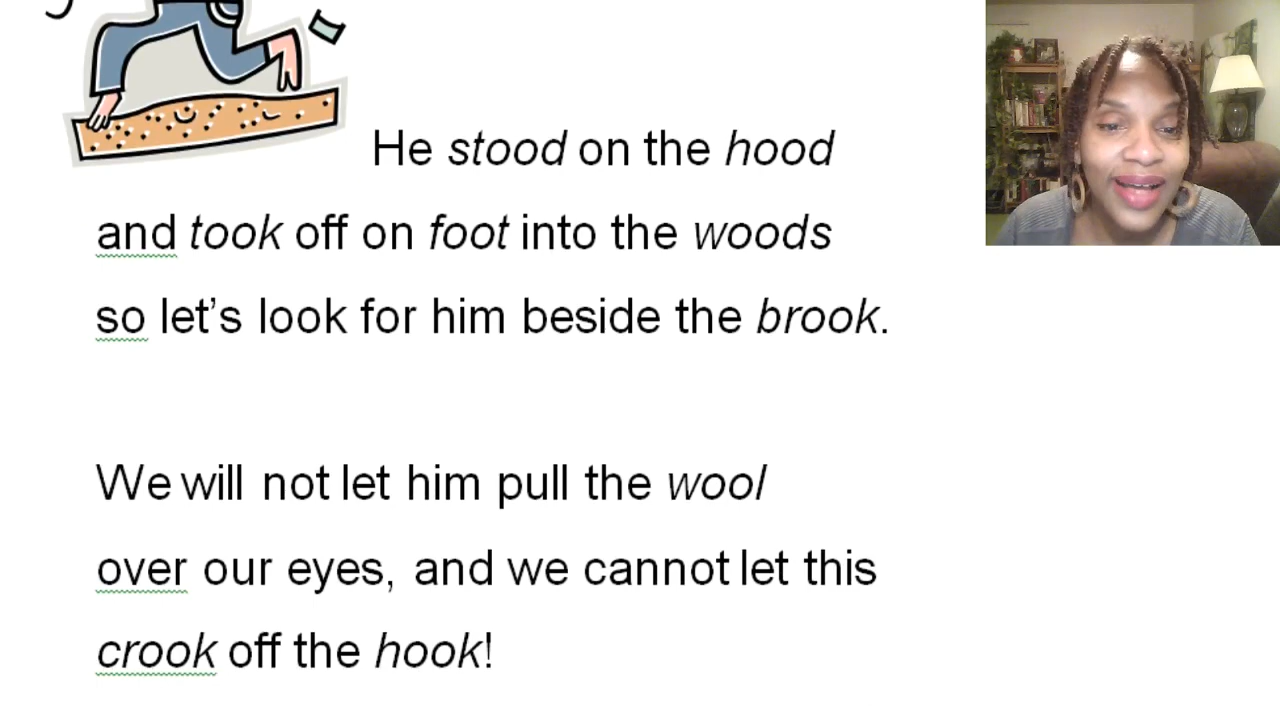 He stood on the hood
and took off on foot into the woods
so let’s look for him beside the brook.
We will not let him pull the wool
over our eyes, and we cannot let this
crook off the hook!